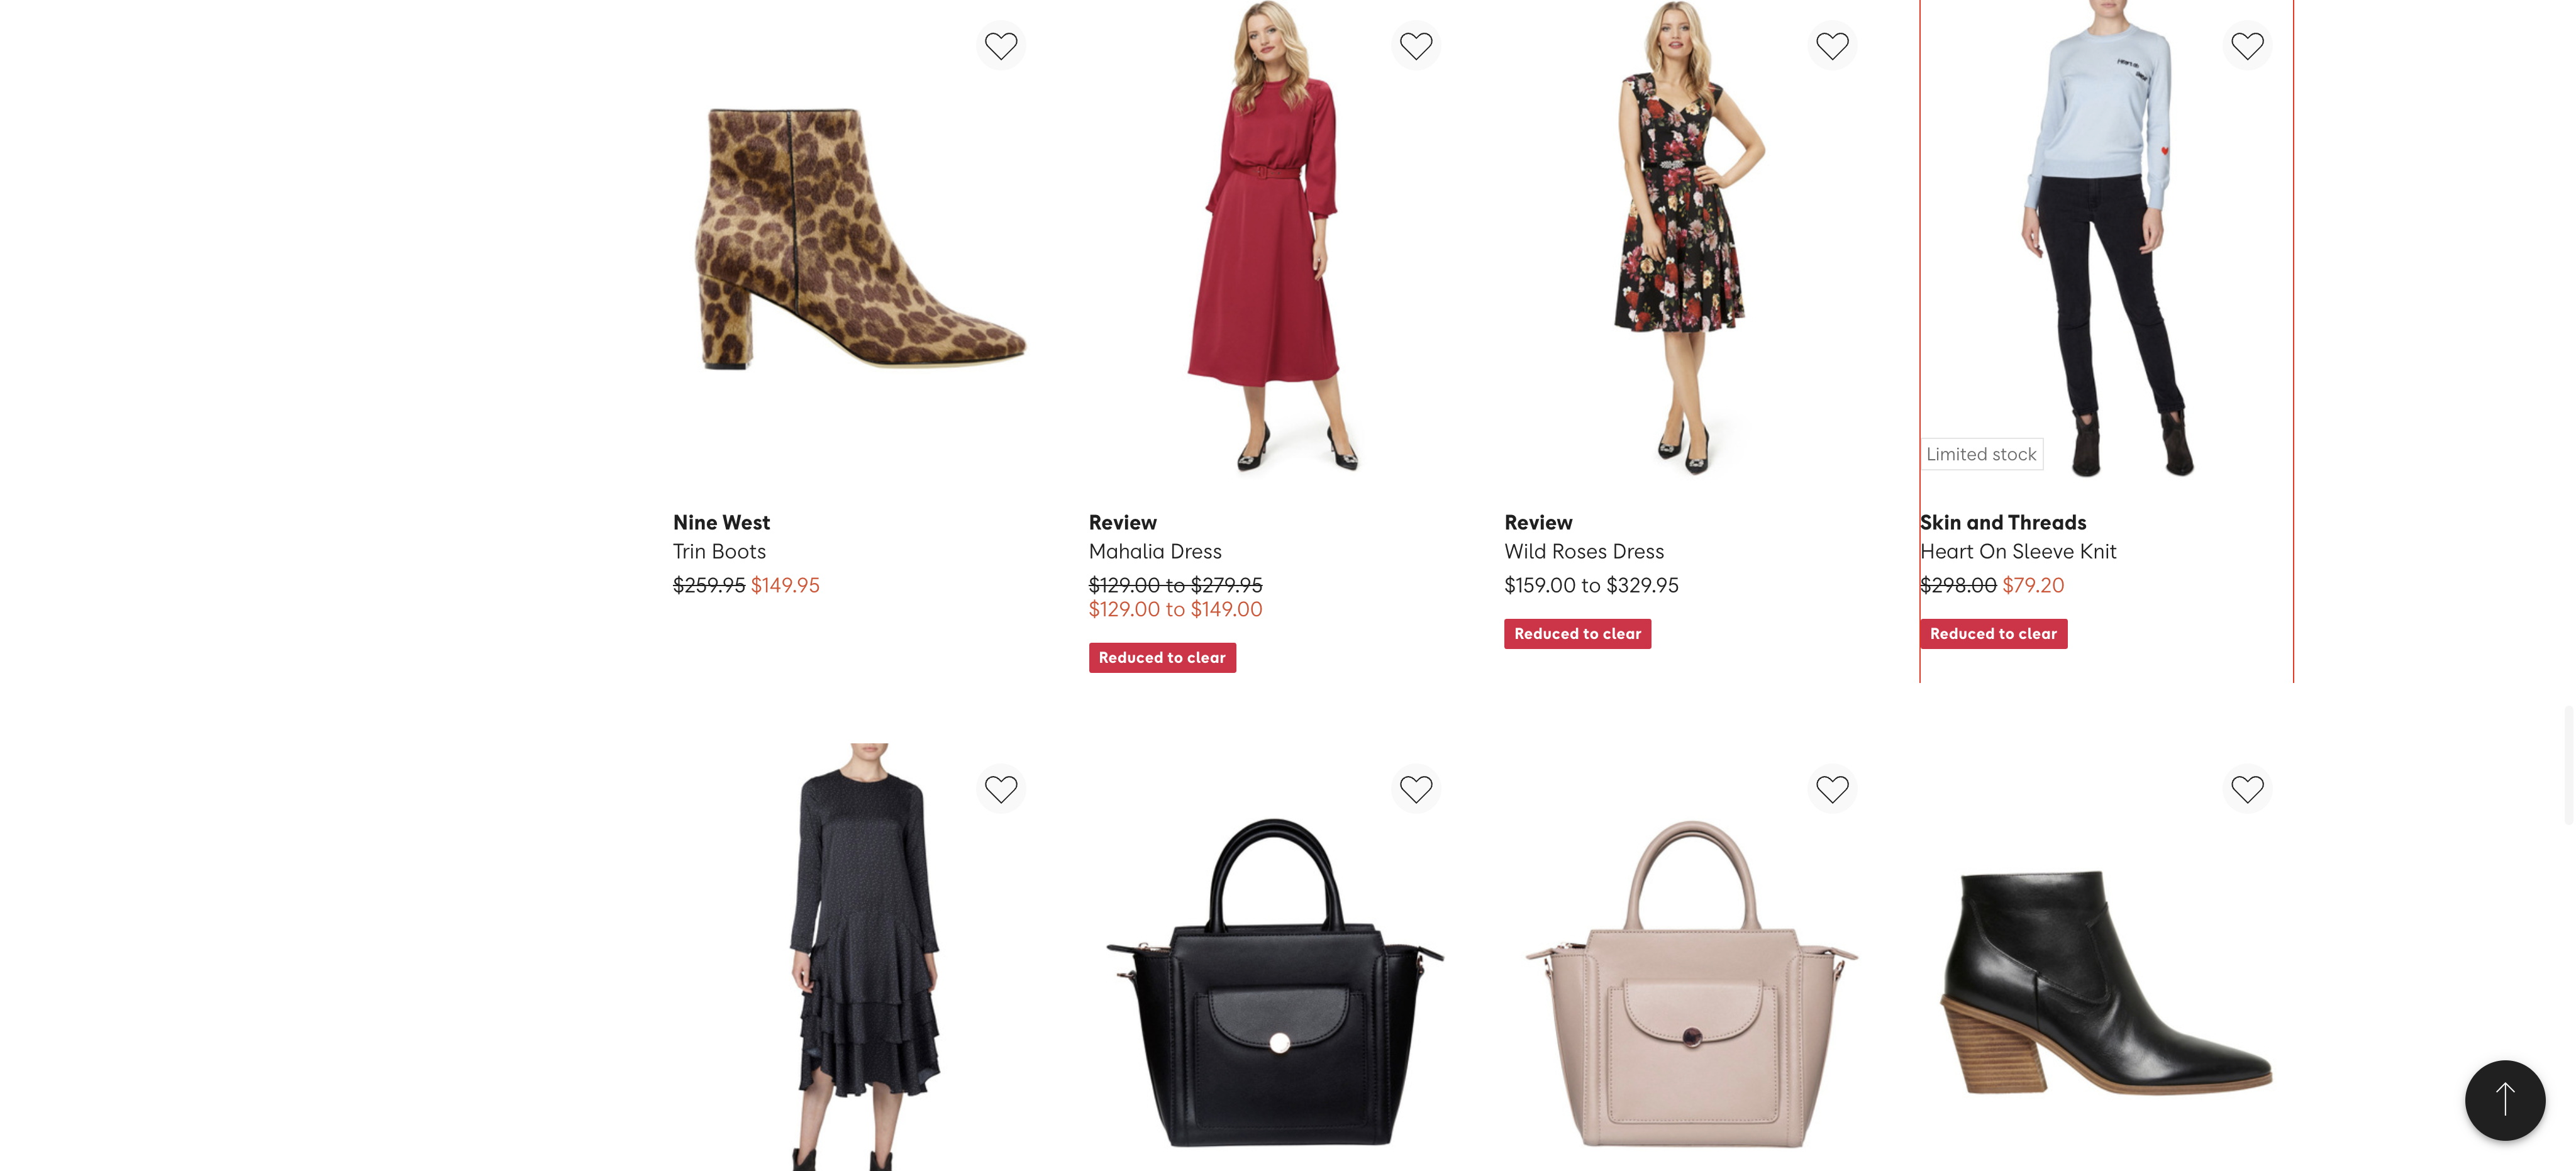 Heart on
Limited stock
Nine West
Trin Boots
$259.95 $149.95
Review
Mahalia Dress
$129.00 to $279.95
$129.00 to $149.00
Reduced to clear
Review
Wild Roses Dress
$159.00 to $329.95
Reduced to clear
Skin and Threads
Heart On Sleeve Knit
$298.00 $79.20
Reduced to clear